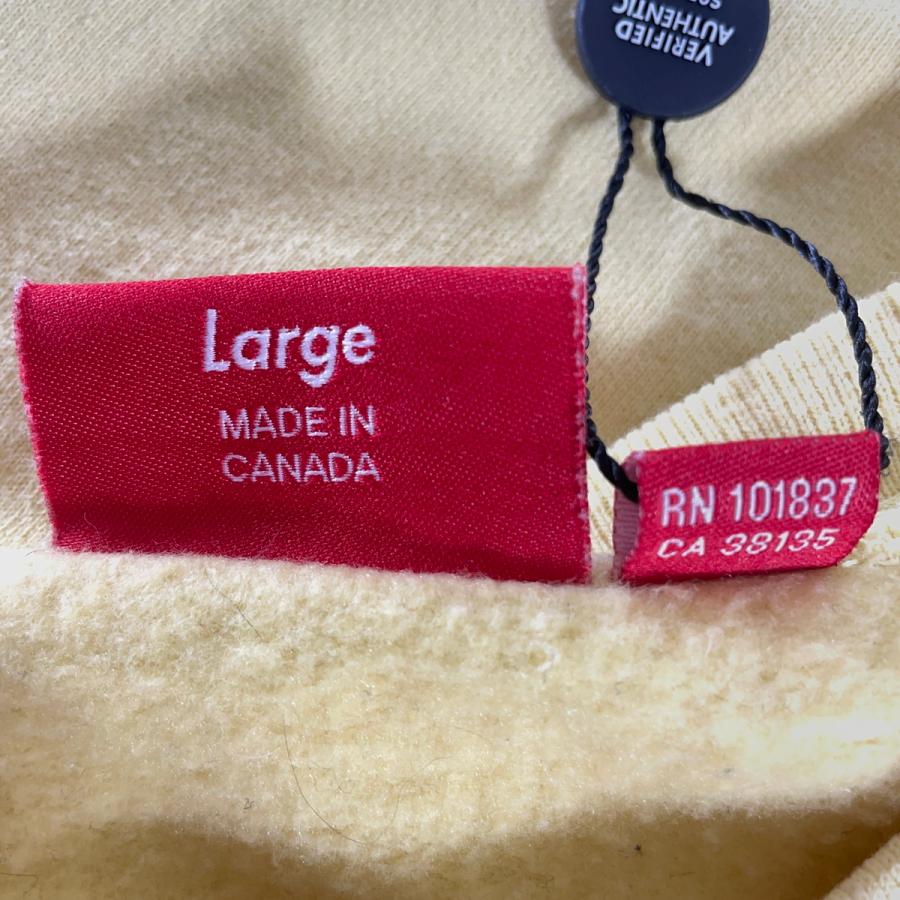 VERIFIED
AUTHENTIC
Large
MADE IN
CANADA
RN 101837
CA 38135